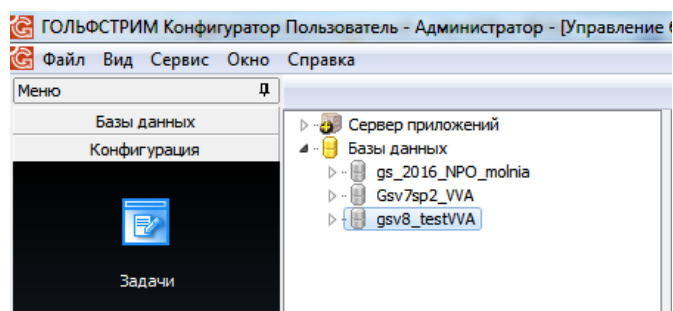 ГОЛЬФСТРИМ Конфигуратор Пользователь - Администратор - [Управление
Файл Вид Сервис Окно Справка
Меню
Базы данных
Конфигурация
Задачи
Сервер приложений
Базы данных
gs_2016_NPO_molnia
Gsv7sp2_VVA
gsv8_testVVA